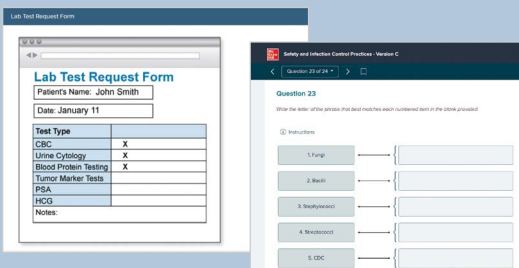 Lab Test Request Form
Lab Test Request Form
Patient's Name: John Smith
Date: January 11
Test Type
CBC X
Urine Cytology X
Blood Protein Testing X
Tumor Marker Tests
PSA
HCG
Notes:
Safety and Infection Control Practices - Version C
Question 23 of 24
Question 23
Write the letter of the phrase that best matches each numbered item in the blank provided.
Instructions
1. Fungi
2. Bacilli
3. Staphylococci
4. Streptococci
5. CDC